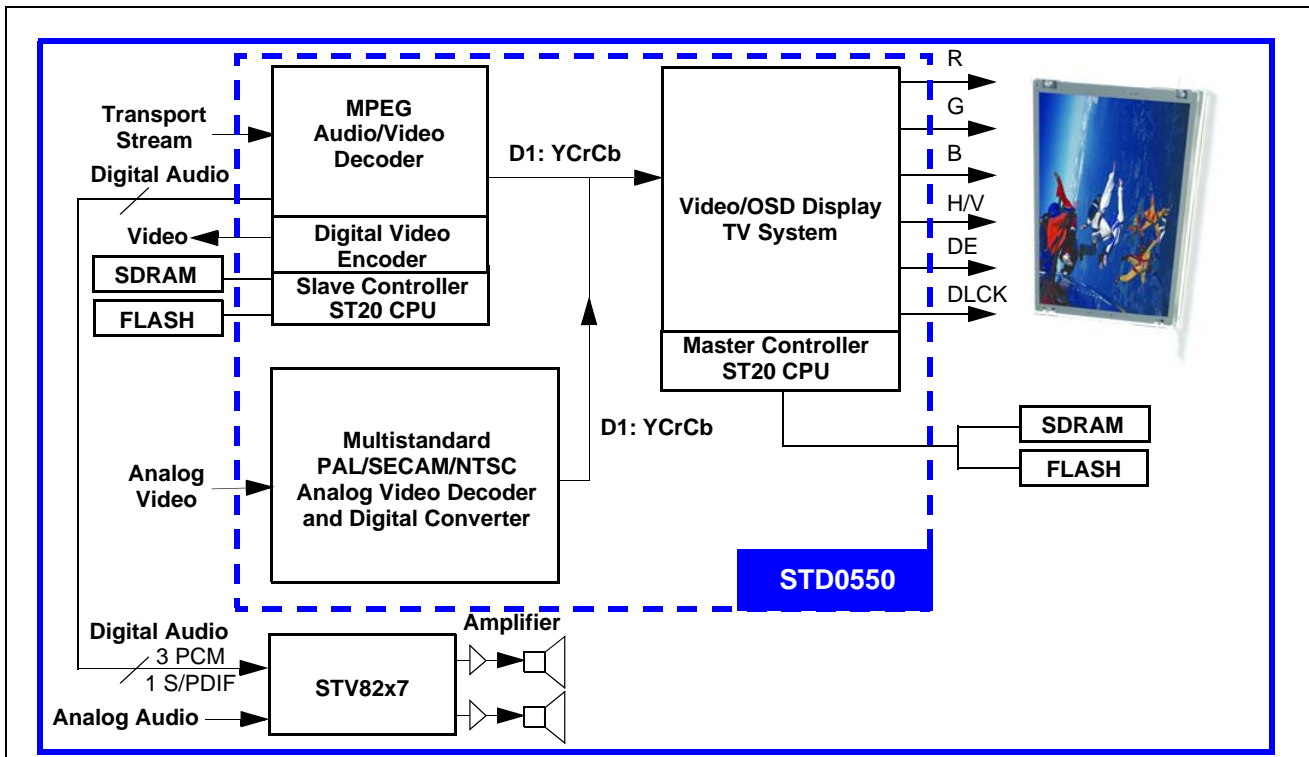 Transport
Stream
Digital Audio
Video
SDRAM
FLASH
MPEG
Audio/Video
Decoder
Digital Video
Encoder
Slave Controller
ST20 CPU
D1: YCrCb
Video/OSD Display
TV System
Master Controller
ST20 CPU
R
G
B
H/V
DE
DLCK
Analog
Video
Multistandard
PAL/SECAM/NTSC
Analog Video Decoder
and Digital Converter
D1: YCrCb
SDRAM
FLASH
STD0550
Digital Audio
3 PCM
1 S/PDIF
Analog Audio
STV82x7
Amplifier